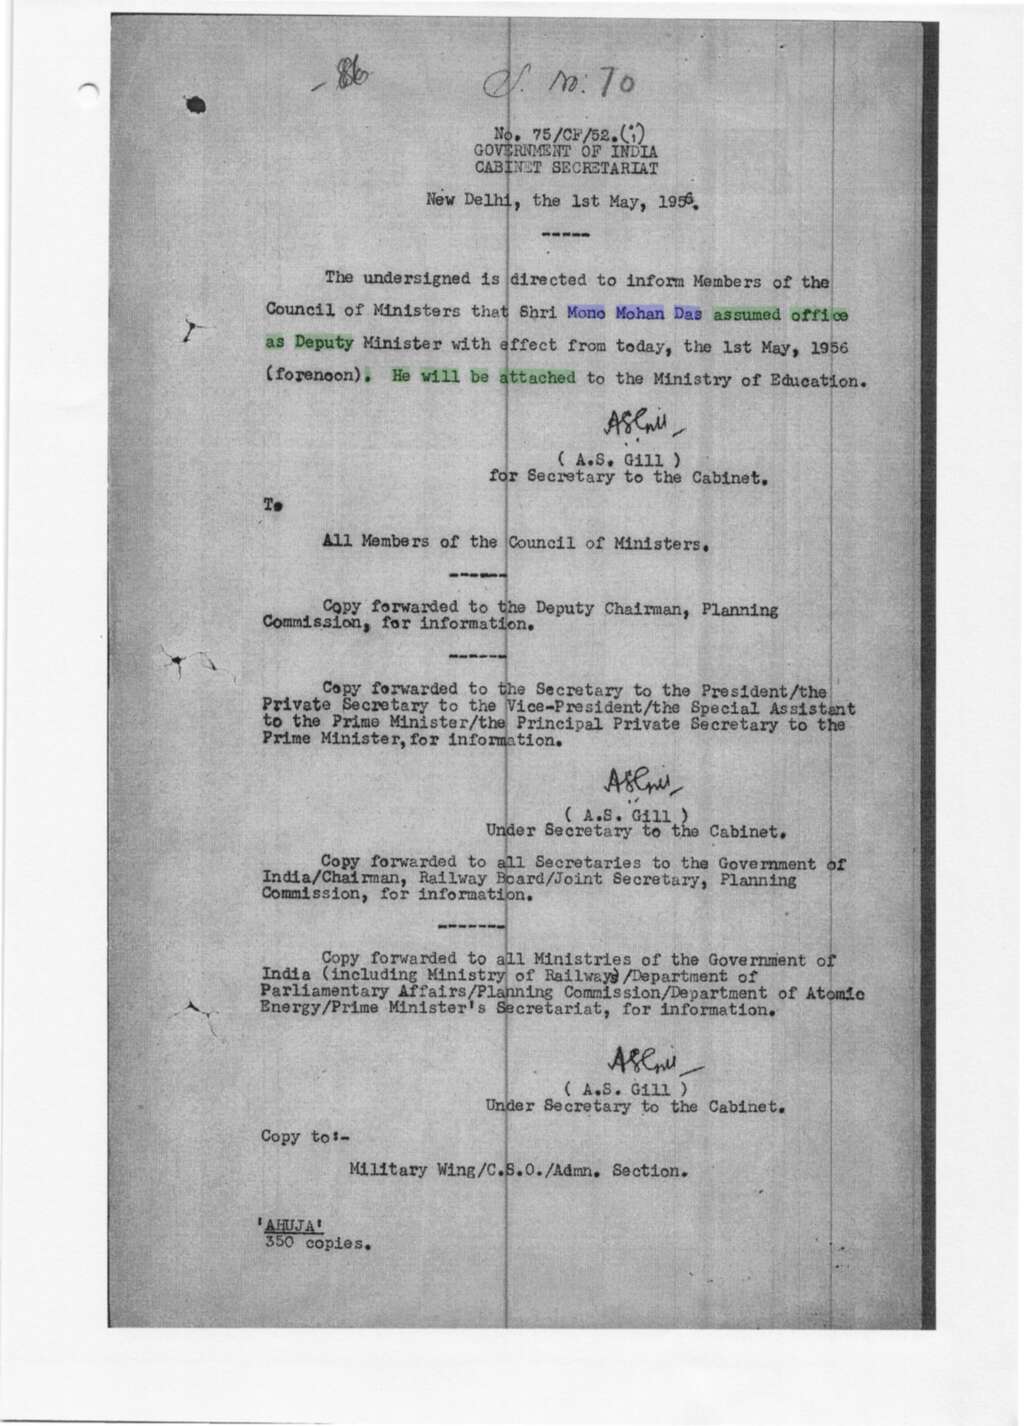 86
S. No: 70
No. 75/CF/52.(i)
GOVERNMENT OF INDIA
CABINET SECRETARIAT
New Delhi, the 1st May, 1956.
-----
The undersigned is directed to inform Members of the
Council of Ministers that Shri Mono Mohan Das assumed office
as Deputy Minister with effect from today, the 1st May, 1956
(forenoon). He will be attached to the Ministry of Education.
ASGill
( A.S. Gill )
for Secretary to the Cabinet.
To
All Members of the Council of Ministers.
------
Copy forwarded to the Deputy Chairman, Planning
Commission, for information.
------
Copy forwarded to the Secretary to the President/the
Private Secretary to the Vice-President/the Special Assistant
to the Prime Minister/the Principal Private Secretary to the
Prime Minister, for information.
ASGill
( A.S. Gill )
Under Secretary to the Cabinet.
Copy forwarded to all Secretaries to the Government of
India/Chairman, Railway Board/Joint Secretary, Planning
Commission, for information.
-------
Copy forwarded to all Ministries of the Government of
India (including Ministry of Railways)/Department of
Parliamentary Affairs/Planning Commission/Department of Atomic
Energy/Prime Minister's Secretariat, for information.
ASGill
( A.S. Gill )
Under Secretary to the Cabinet.
Copy to:-
Military Wing/C.S.O./Admn. Section.
'AHUJA'
350 copies.